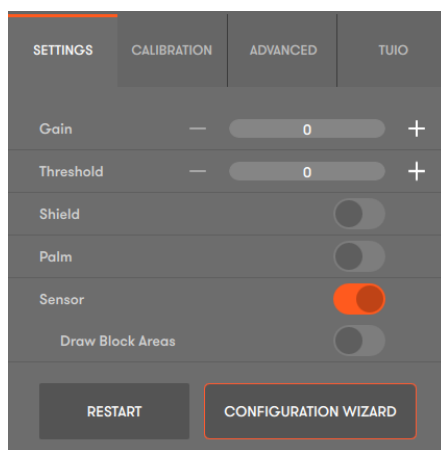 SETTINGS CALIBRATION ADVANCED TUIO
Gain — 0 +
Threshold — 0 +
Shield
Palm
Sensor
Draw Block Areas
RESTART CONFIGURATION WIZARD